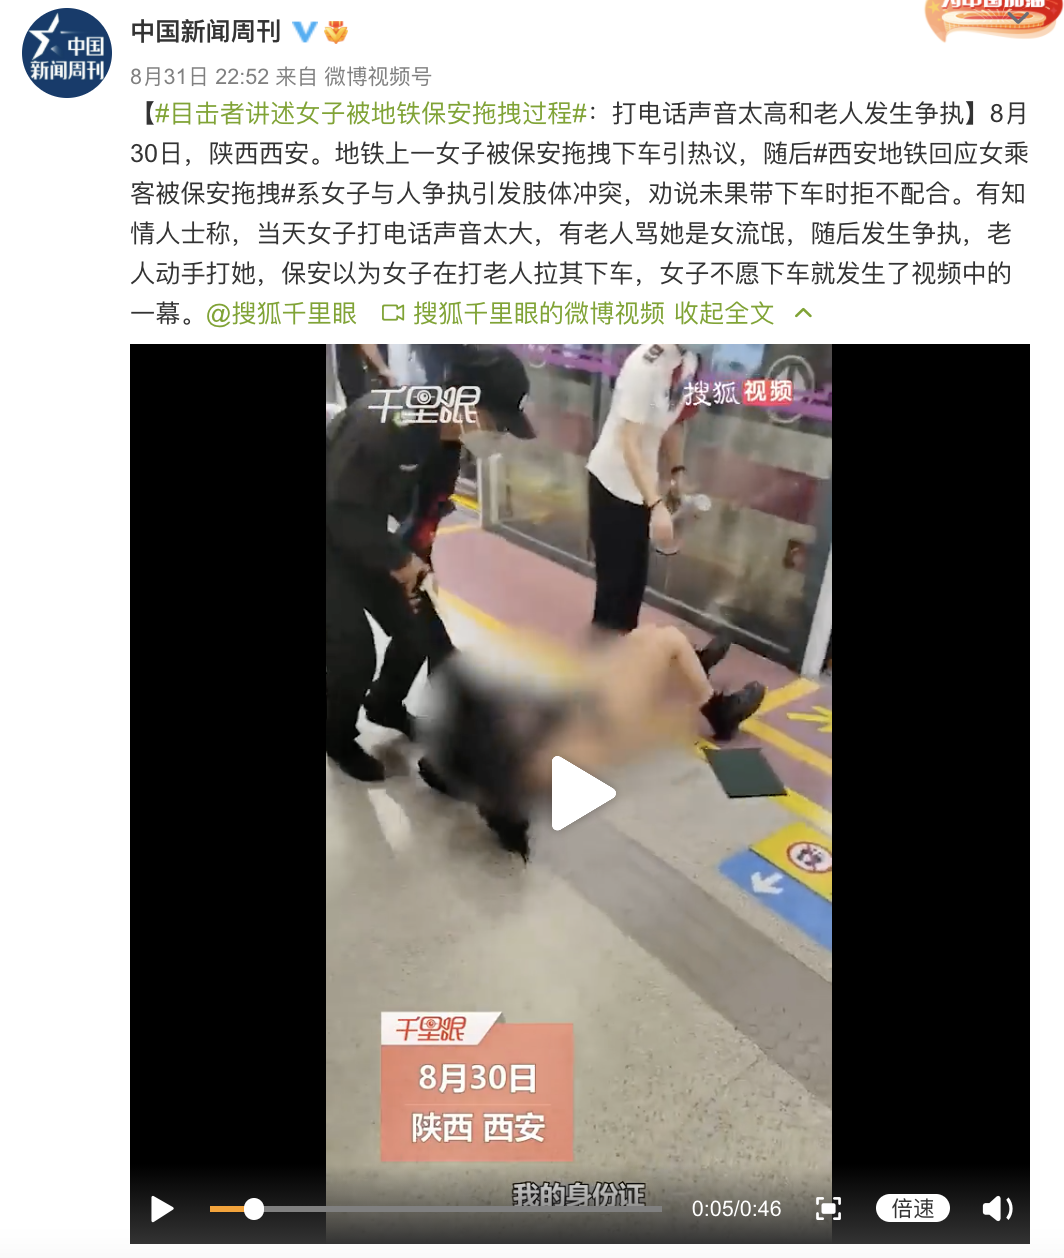 中国新闻周刊
中国
新闻周刊
为中国加油
8月31日 22:52 来自 微博视频号
【#目击者讲述女子被地铁保安拖拽过程#：打电话声音太高和老人发生争执】8月
30日，陕西西安。地铁上一女子被保安拖拽下车引热议，随后#西安地铁回应女乘
客被保安拖拽#系女子与人争执引发肢体冲突，劝说未果带下车时拒不配合。有知
情人士称，当天女子打电话声音太大，有老人骂她是女流氓，随后发生争执，老
人动手打她，保安以为女子在打老人拉其下车，女子不愿下车就发生了视频中的
一幕。@搜狐千里眼 搜狐千里眼的微博视频 收起全文
千里眼
搜狐视频
千里眼
8月30日
陕西 西安
我的身份证
0:05/0:46
倍速